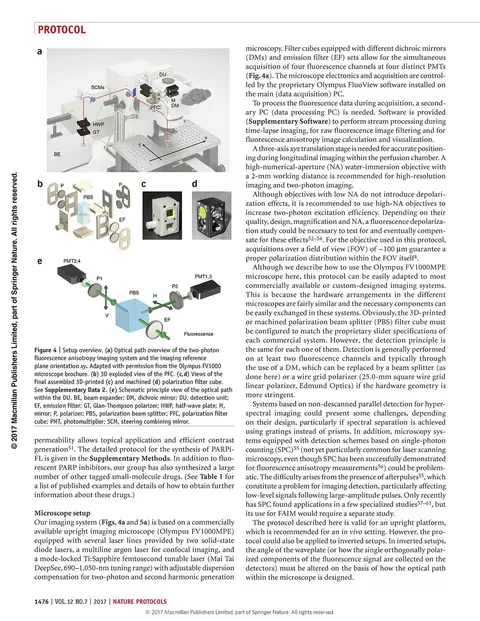 PROTOCOL
a
SCMs
DU
PFC
M
DM
HWP
GT
BE
b
P
PBS
P
EF
c
d
e
PMT2,4
P1
PBS
H
P2
PMT1,3
V
EF
Fluorescence
Figure 4 | Setup overview. (a) Optical path overview of the two-photon
fluorescence anisotropy imaging system and the imaging reference
plane orientation xy. Adapted with permission from the Olympus FV1000
microscope brochure. (b) 3D exploded view of the PFC. (c,d) Views of the
final assembled 3D-printed (c) and machined (d) polarization filter cube.
See Supplementary Data 2. (e) Schematic private view of the optical path
within the DU. BE, beam expander; DM, dichroic mirror; DU, detection unit;
EF, emission filter; GT, Glan-Thompson polarizer; HWP, half-wave plate; M,
mirror; P, polarizer; PBS, polarization beam splitter; PFC, polarization filter
cube; PMT, photomultiplier; SCM, steering combining mirror.
permeability allows topical application and efficient contrast
generation51. The detailed protocol for the synthesis of PARPi-
FL is given in the Supplementary Methods. In addition to fluo-
rescent PARP inhibitors, our group has also synthesized a large
number of other tagged small-molecule drugs. (See Table 1 for
a list of published examples and details of how to obtain further
information about these drugs.)
Microscope setup
Our imaging system (Figs. 4a and 5a) is based on a commercially
available upright imaging microscope (Olympus FV1000MPE)
equipped with several laser lines provided by two solid-state
diode lasers, a multiline argon laser for confocal imaging, and
a mode-locked Ti:Sapphire femtosecond tunable laser (Mai Tai
DeepSee, 690–1,050-nm tuning range) with adjustable dispersion
compensation for two-photon and second harmonic generation
microscopy. Filter cubes equipped with different dichroic mirrors
(DMs) and emission filter (EF) sets allow for the simultaneous
acquisition of four fluorescence channels at four distinct PMTs
(Fig. 4a). The microscope electronics and acquisition are control-
led by the proprietary Olympus FluoView software installed on
the main (data acquisition) PC.
To process the fluorescence data during acquisition, a second-
ary PC (data processing PC) is needed. Software is provided
(Supplementary Software) to perform stream processing during
time-lapse imaging, for raw fluorescence image filtering and for
fluorescence anisotropy image calculation and visualization.
A three-axis xyz translation stage is needed for accurate position-
ing during longitudinal imaging within the perfusion chamber. A
high-numerical-aperture (NA) water-immersion objective with
a 2-mm working distance is recommended for high-resolution
imaging and two-photon imaging.
Although objectives with low NA do not introduce depolari-
zation effects, it is recommended to use high-NA objectives to
increase two-photon excitation efficiency. Depending on their
quality, design, magnification and NA, a fluorescence depolariza-
tion study could be necessary to test for and eventually compen-
sate for these effects52–54. For the objective used in this protocol,
acquisitions over a field of view (FOV) of ~100 μm guarantee a
proper polarization distribution within the FOV itself4.
Although we describe how to use the Olympus FV1000MPE
microscope here, this protocol can be easily adapted to most
commercially available or custom-designed imaging systems.
This is because the hardware arrangements in the different
microscopes are fairly similar and the necessary components can
be easily exchanged in these systems. Obviously, the 3D-printed
or machined polarization beam splitter (PBS) filter cube must
be configured to match the proprietary slider specifications of
each commercial system. However, the detection principle is
the same for each one of them. Detection is generally performed
on at least two fluorescence channels and typically through
the use of a DM, which can be replaced by a beam splitter (as
done here) or a wire grid polarizer (25.0-mm square wire grid
linear polarizer, Edmund Optics) if the hardware geometry is
more stringent.
Systems based on non-descanned parallel detection for hyper-
spectral imaging could present some challenges, depending
on their design, particularly if spectral separation is achieved
using gratings instead of prisms. In addition, microscopy sys-
tems equipped with detection schemes based on single-photon
counting (SPC)55 (not yet particularly common for laser scanning
microscopy, even though SPC has been successfully demonstrated
for fluorescence anisotropy measurements56) could be problem-
atic. The difficulty arises from the presence of afterpulses55, which
constitute a problem for imaging detection, particularly affecting
low-level signals following large-amplitude pulses. Only recently
has SPC found applications in a few specialized studies57–61, but
its use for FAIM would require a separate study.
The protocol described here is valid for an upright platform,
which is recommended for an in vivo setting. However, the pro-
tocol could be also applied to inverted setups. In inverted setups,
the angle of the waveplate (or how the single orthogonally polar-
ized components of the fluorescence signal are collected on the
detectors) must be altered on the basis of how the optical path
within the microscope is designed.
© 2017 Macmillan Publishers Limited, part of Springer Nature. All rights reserved.
1476 | VOL.12 NO.7 | 2017 | NATURE PROTOCOLS
© 2017 Macmillan Publishers Limited, part of Springer Nature. All rights reserved.